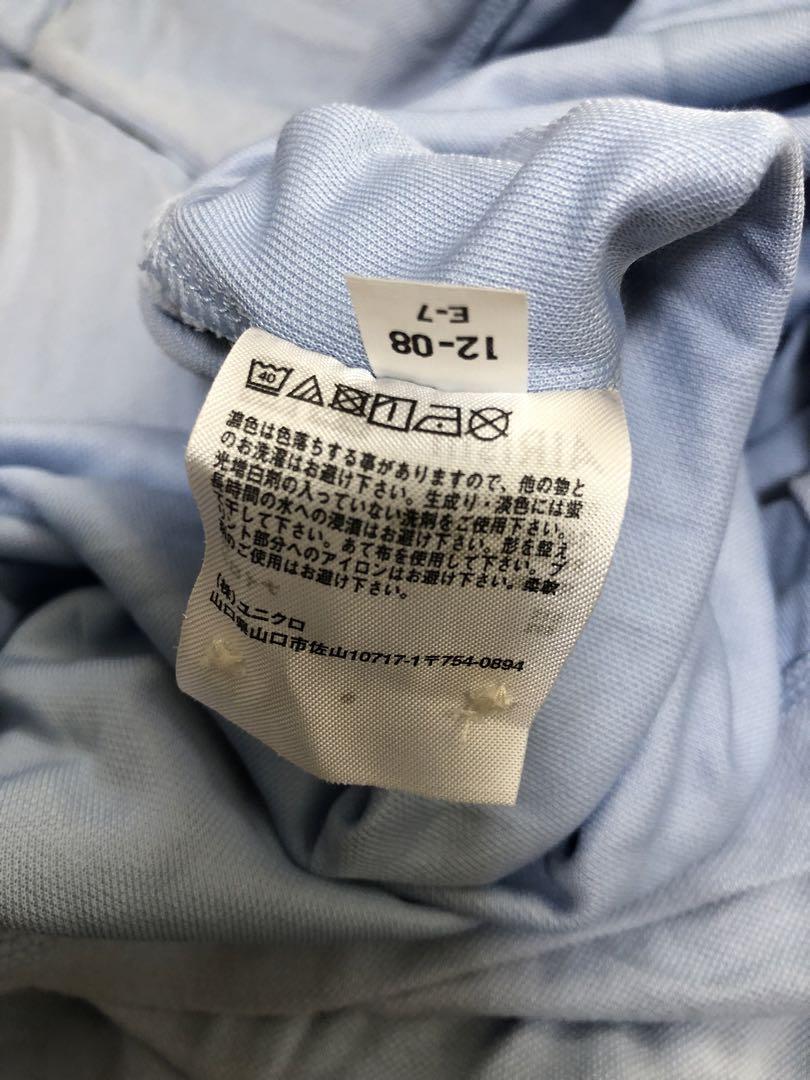 12-08
E-7
40
濃色は色落ちする事がありますので、他の物と
のお洗濯はお避け下さい。生成り・淡色には蛍
光増白剤の入っていない洗剤をご使用下さい。
長時間の水への浸漬はお避け下さい。形を整え
て干して下さい。あて布を使用して下さい。プ
リント部分へのアイロンはお避け下さい。柔軟
のご使用はお避け下さい。
(株)ユニクロ
山口県山口市佐山10717-1〒754-0894